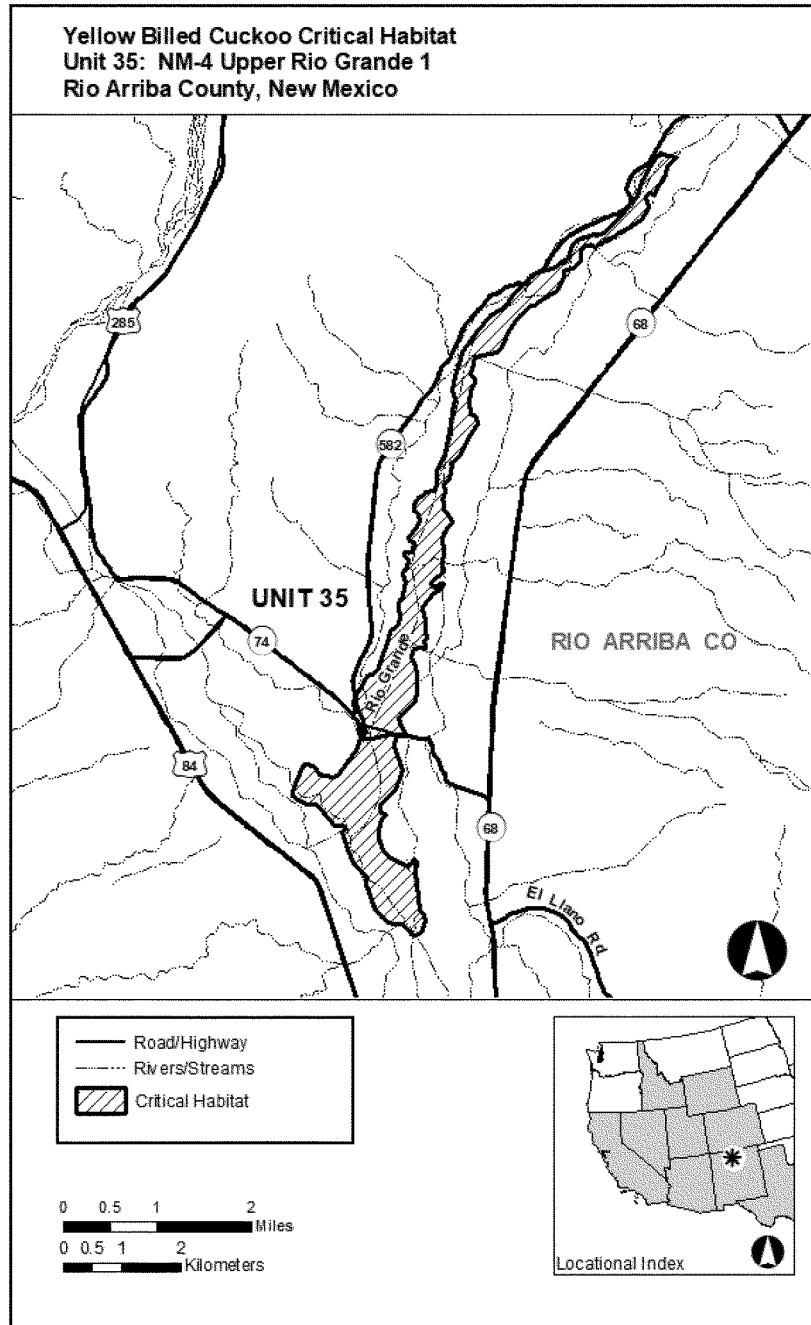 Yellow Billed Cuckoo Critical Habitat
Unit 35: NM-4 Upper Rio Grande 1
Rio Arriba County, New Mexico
285
68
582
UNIT 35
74
RIO ARRIBA CO
Rio Grande
84
68
El Llano Rd
Road/Highway
Rivers/Streams
Critical Habitat
0 0.5 1 2
Miles
0 0.5 1 2
Kilometers
Locational Index